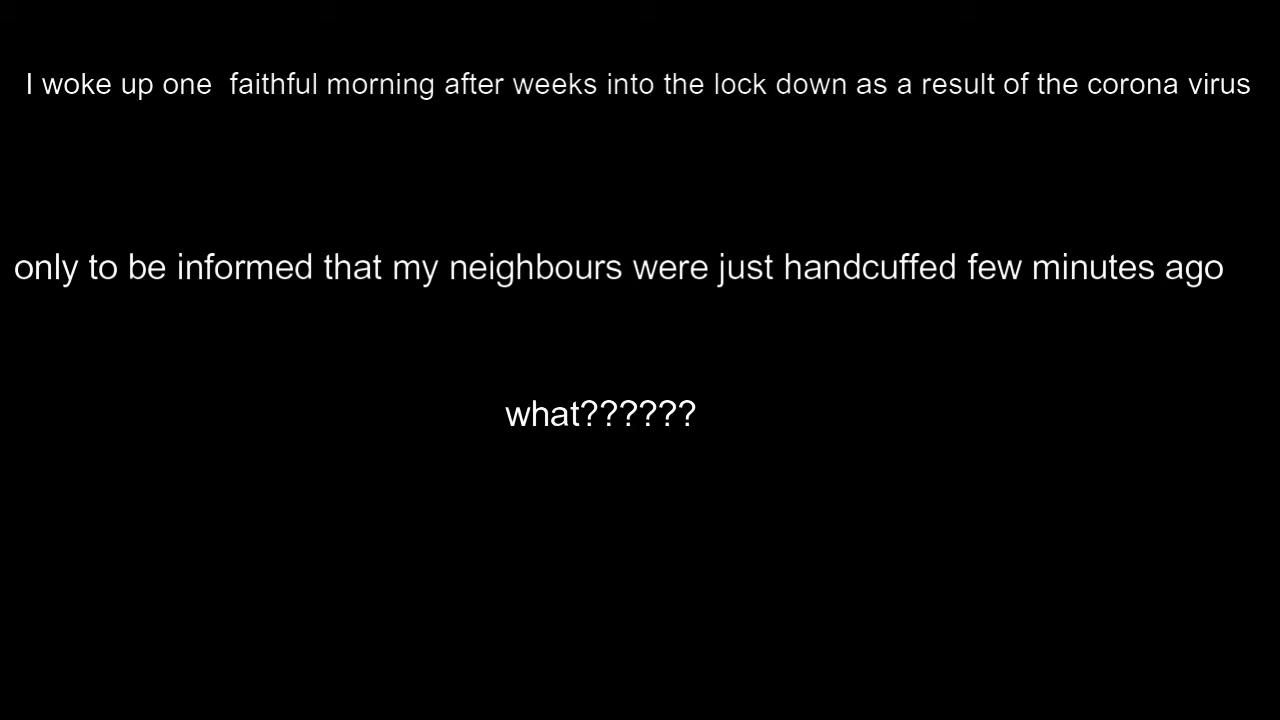 I woke up one  faithful morning after weeks into the lock down as a result of the corona virus
only to be informed that my neighbours were just handcuffed few minutes ago
what??????